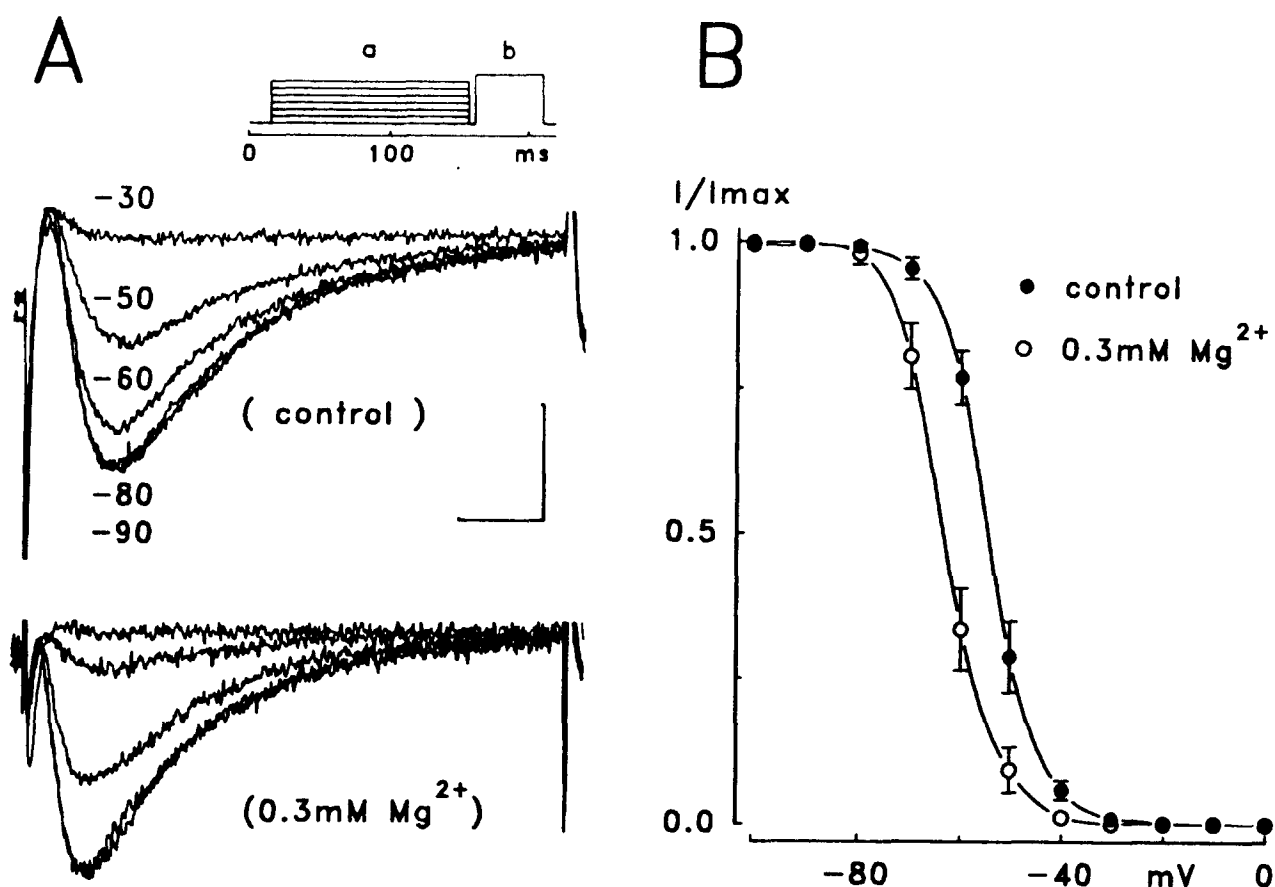 A
a b
0 100 ms
-30
-50
-60
( control )
-80
-90
(0.3mM Mg2+)
B
I/Imax
1.0
0.5
0.0
control
0.3mM Mg2+
-80 -40 mV 0